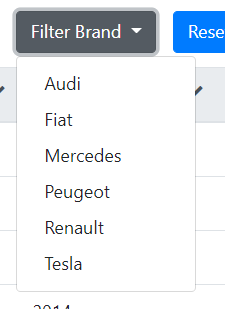 Filter Brand Rese
Audi
Fiat
Mercedes
Peugeot
Renault
Tesla